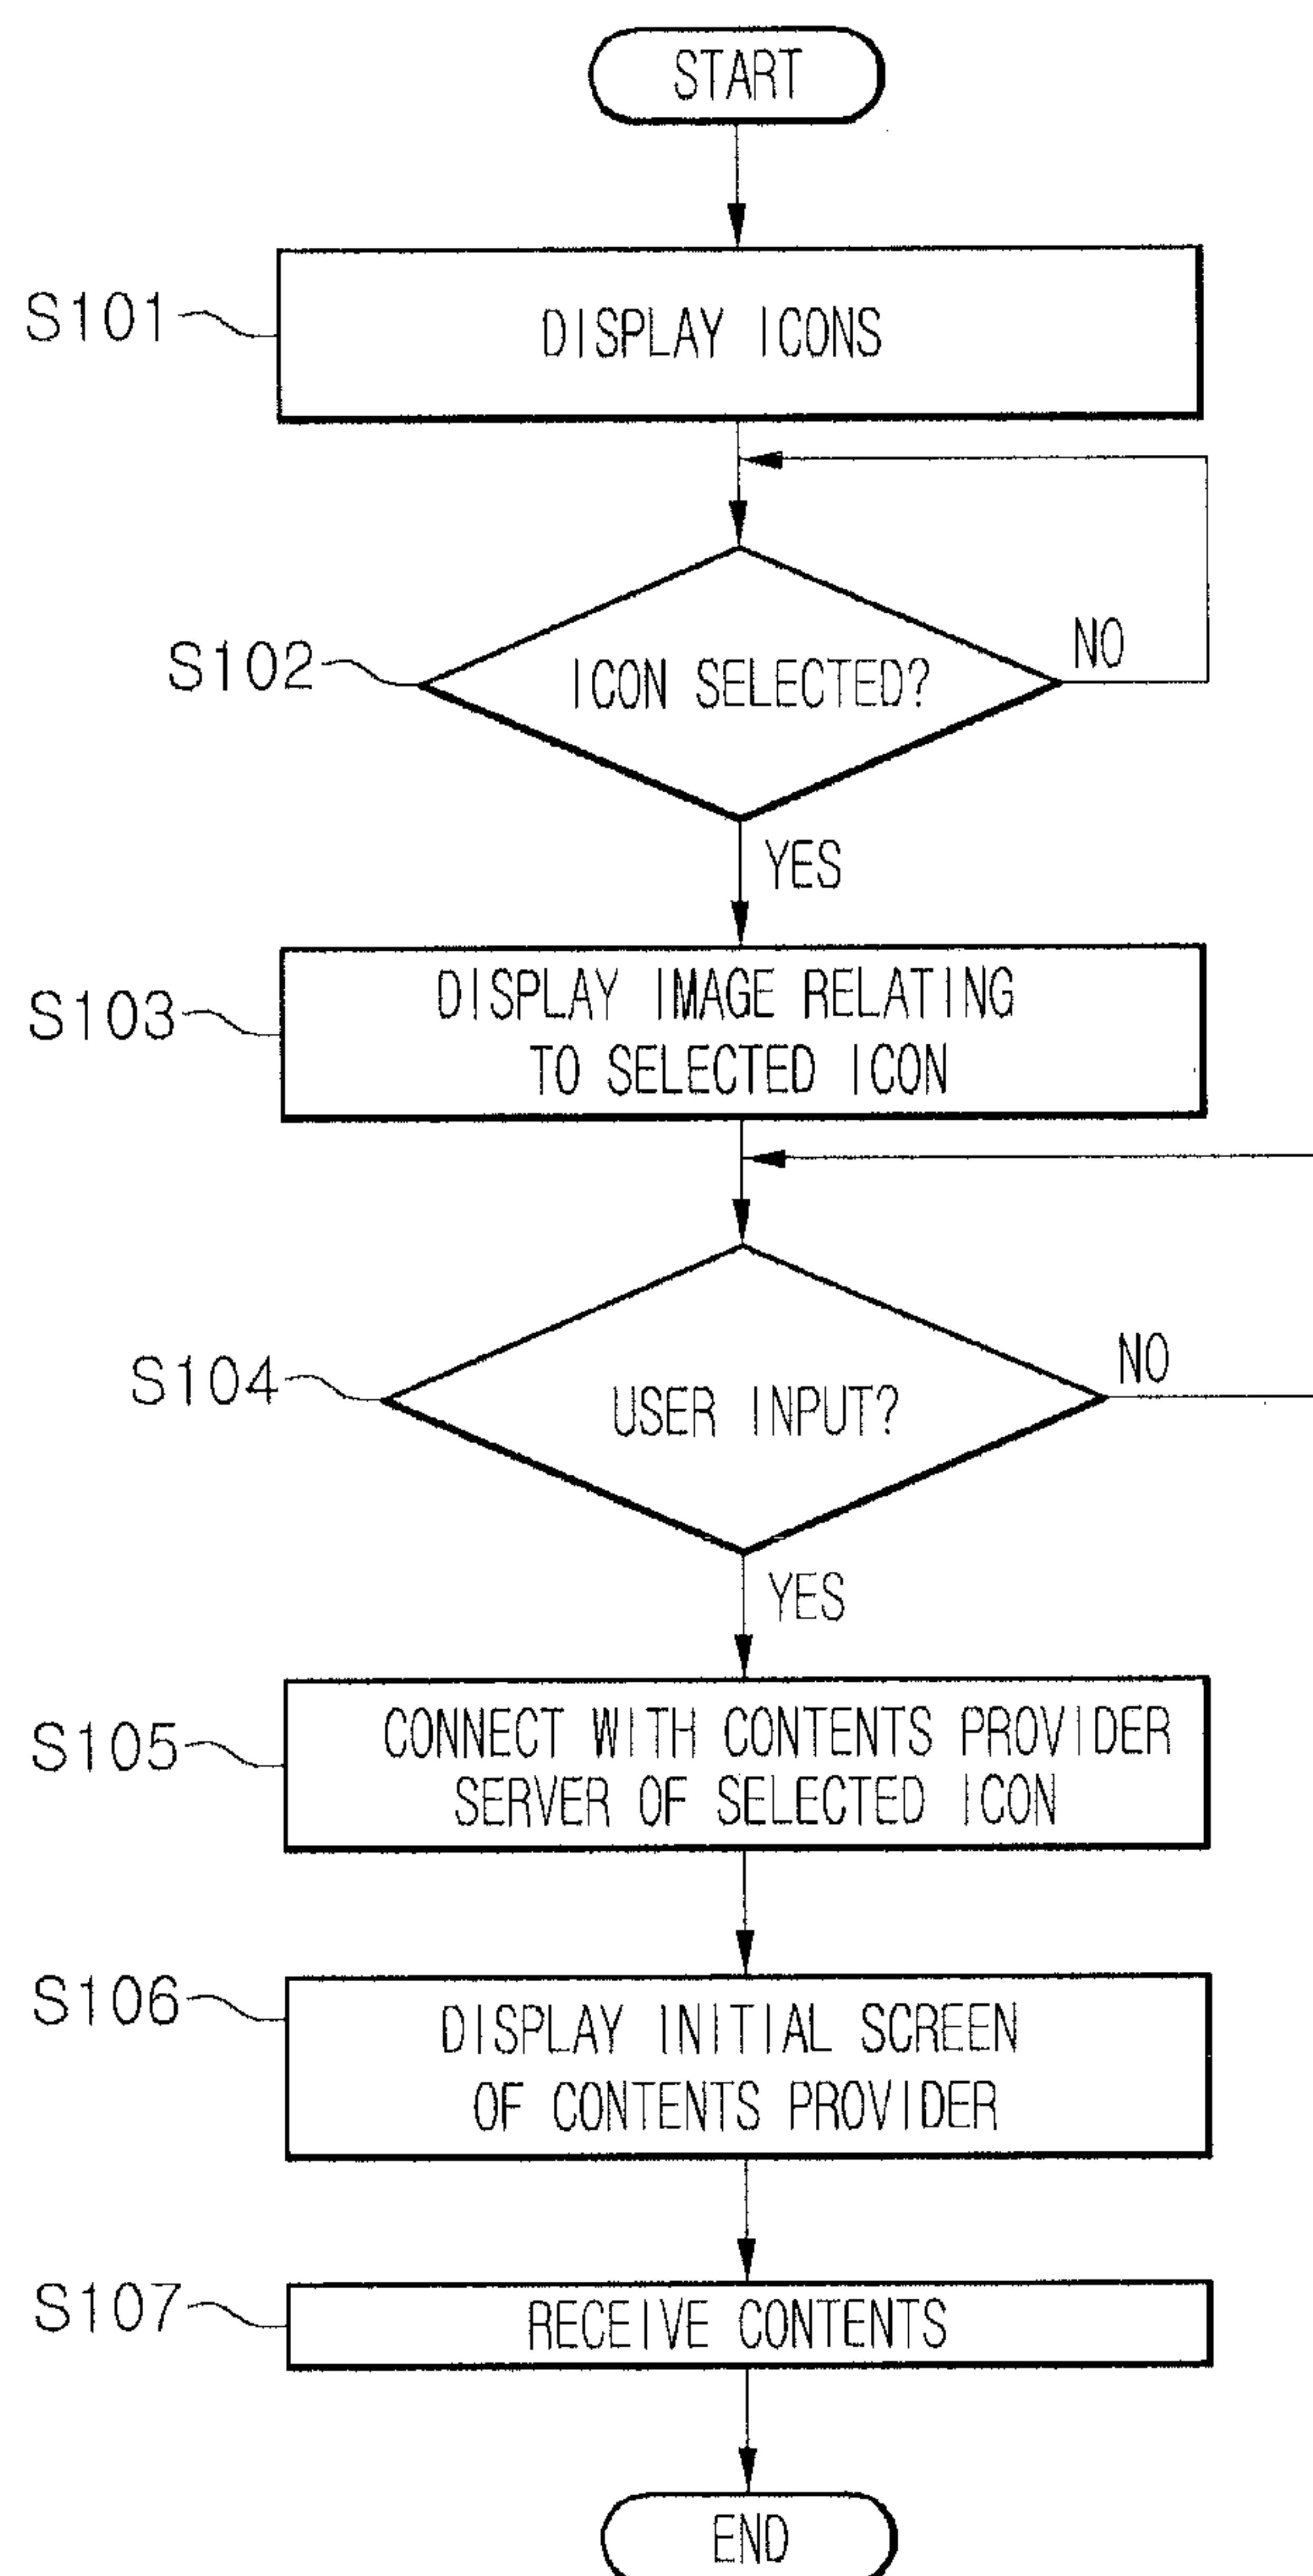 START
S101
DISPLAY ICONS
S102
ICON SELECTED?
NO
YES
S103
DISPLAY IMAGE RELATING
TO SELECTED ICON
S104
USER INPUT?
NO
YES
S105
CONNECT WITH CONTENTS PROVIDER
SERVER OF SELECTED ICON
S106
DISPLAY INITIAL SCREEN
OF CONTENTS PROVIDER
S107
RECEIVE CONTENTS
END